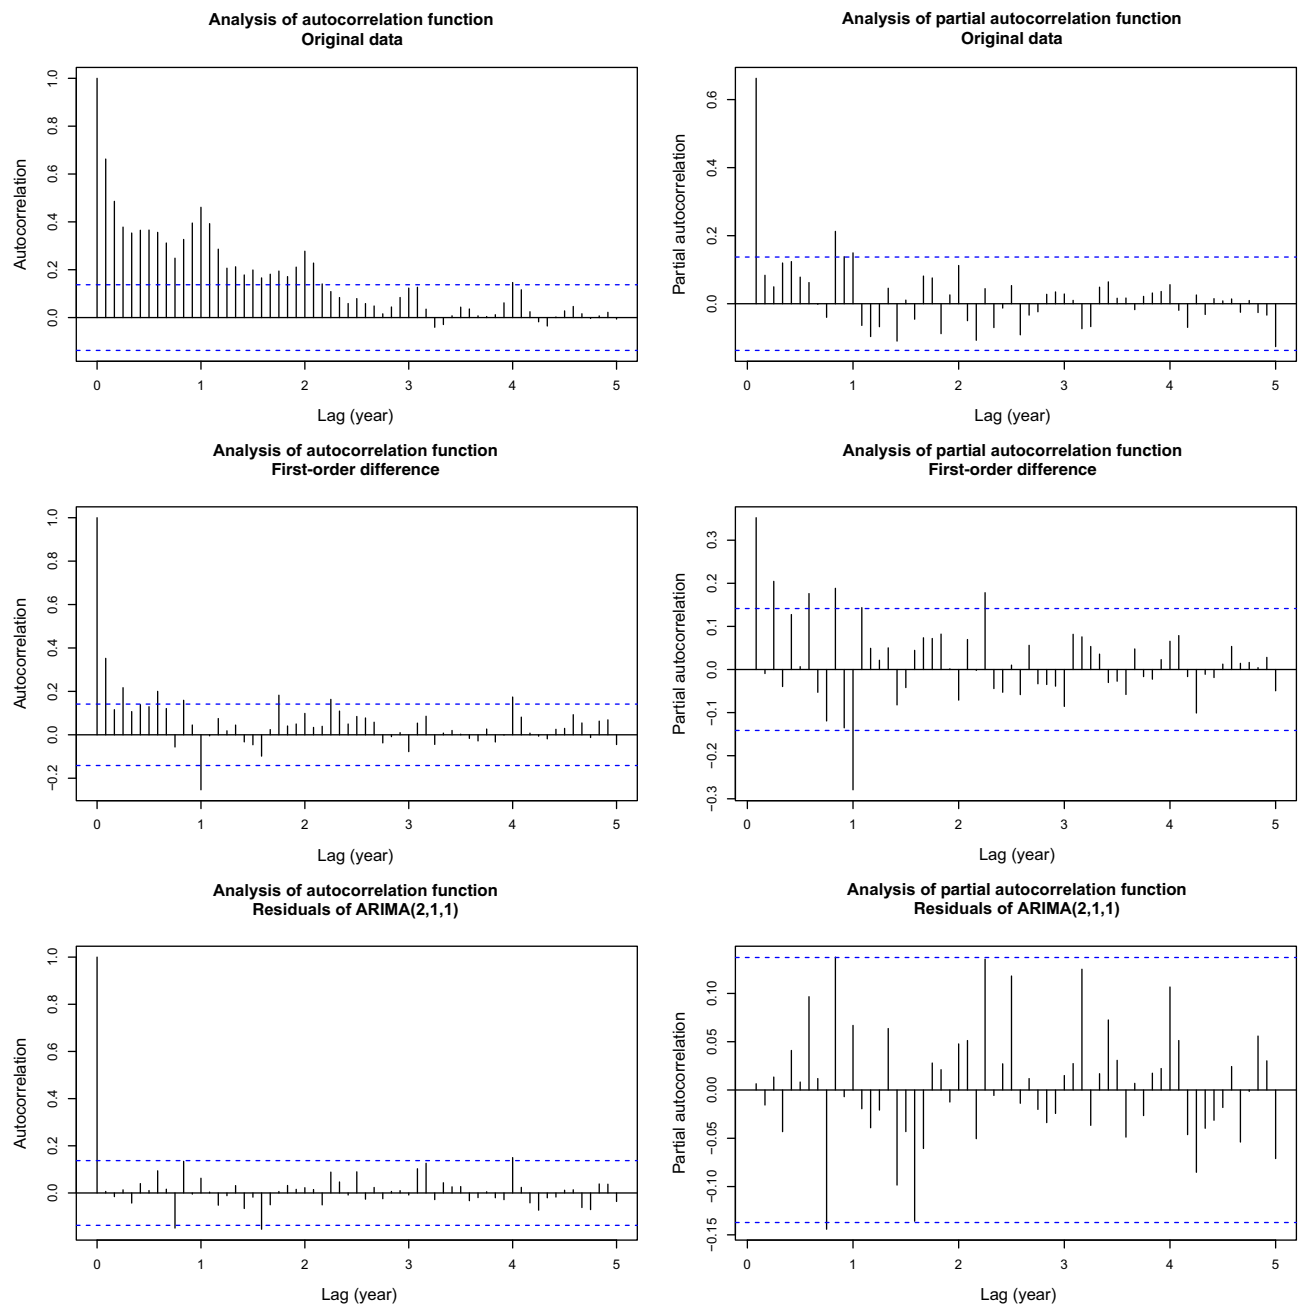 Analysis of autocorrelation function
Original data
1.0
0.8
0.6
0.4
0.2
0.0
Autocorrelation
0 1 2 3 4 5
Lag (year)
Analysis of partial autocorrelation function
Original data
0.6
0.4
0.2
0.0
Partial autocorrelation
0 1 2 3 4 5
Lag (year)
Analysis of autocorrelation function
First-order difference
1.0
0.8
0.6
0.4
0.2
0.0
−0.2
Autocorrelation
0 1 2 3 4 5
Lag (year)
Analysis of partial autocorrelation function
First-order difference
0.3
0.2
0.1
0.0
−0.1
−0.2
−0.3
Partial autocorrelation
0 1 2 3 4 5
Lag (year)
Analysis of autocorrelation function
Residuals of ARIMA(2,1,1)
1.0
0.8
0.6
0.4
0.2
0.0
Autocorrelation
0 1 2 3 4 5
Lag (year)
Analysis of partial autocorrelation function
Residuals of ARIMA(2,1,1)
0.10
0.05
0.00
−0.05
−0.10
−0.15
Partial autocorrelation
0 1 2 3 4 5
Lag (year)